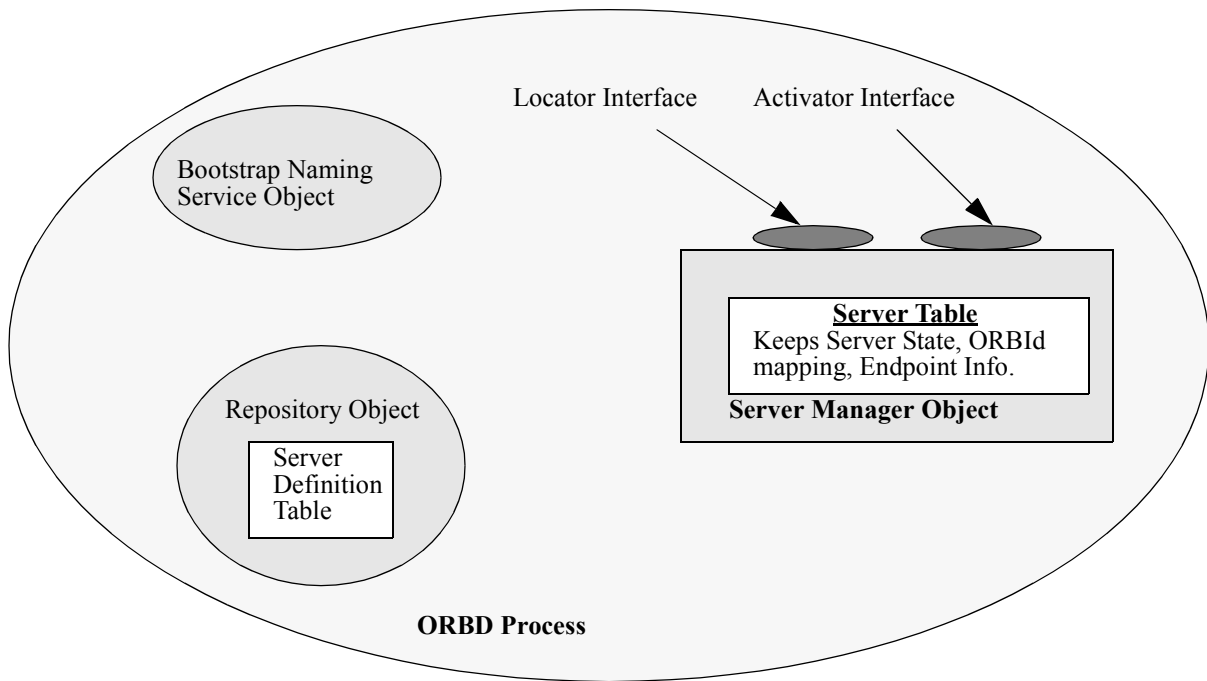 Locator Interface
Activator Interface
Bootstrap Naming
Service Object
Server Table
Keeps Server State, ORBId
mapping, Endpoint Info.
Server Manager Object
Repository Object
Server
Definition
Table
ORBD Process